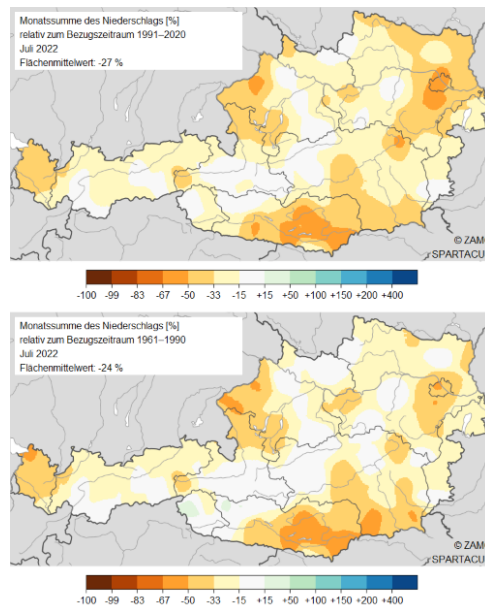 Monatssumme des Niederschlags [%]
relativ zum Bezugszeitraum 1991–2020
Juli 2022
Flächenmittelwert: -27 %
© ZAM
SPARTACU
-100 -99 -83 -67 -50 -33 -15 +15 +50 +100 +150 +200 +400
Monatssumme des Niederschlags [%]
relativ zum Bezugszeitraum 1961–1990
Juli 2022
Flächenmittelwert: -24 %
© ZAM
SPARTACU
-100 -99 -83 -67 -50 -33 -15 +15 +50 +100 +150 +200 +400